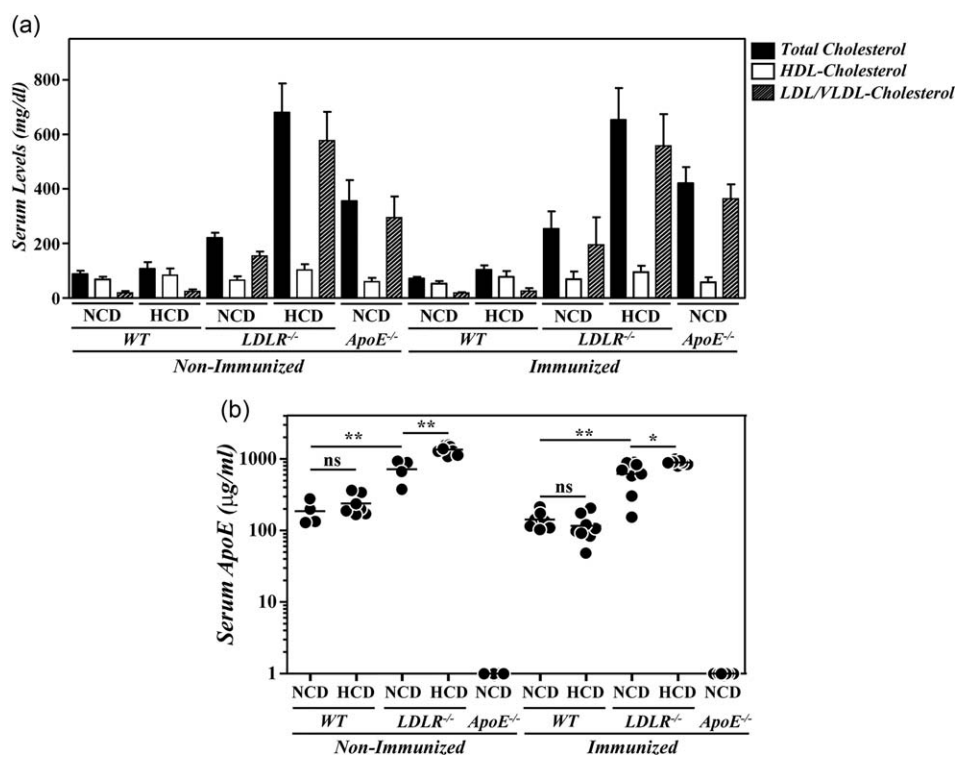 (a)
Total Cholesterol
HDL-Cholesterol
LDL/VLDL-Cholesterol
Serum Levels (mg/dl)
800
600
400
200
0
NCD HCD NCD HCD NCD NCD HCD NCD HCD NCD
WT LDLR-/- ApoE-/- WT LDLR-/- ApoE-/-
Non-Immunized Immunized
(b)
Serum ApoE (µg/ml)
1000
100
10
1
** ** ns
** * ns
NCD HCD NCD HCD NCD NCD HCD NCD HCD NCD
WT LDLR-/- ApoE-/- WT LDLR-/- ApoE-/-
Non-Immunized Immunized